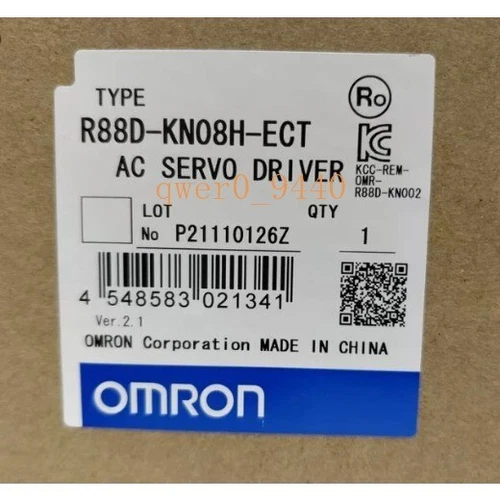 TYPE
Ro
R88D-KN08H-ECT
AC SERVO DRIVER
KCC-REM-
OMR-
R88D-KN002
qwer0_9440
LOT
No P21110126Z
QTY
1
4 548583 021341
Ver.2.1
OMRON Corporation MADE IN CHINA
OMRON